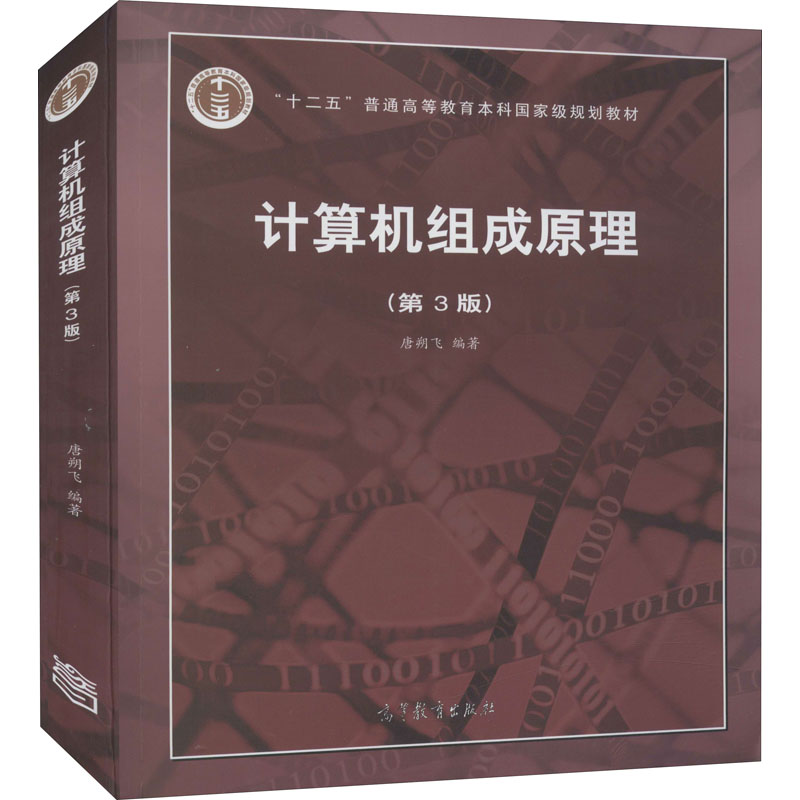 “十二五”普通高等教育本科国家级规划教材
计算机组成原理
（第 3 版）
唐朔飞 编著
高等教育出版社
计算机组成原理
（第3版）
唐朔飞 编著